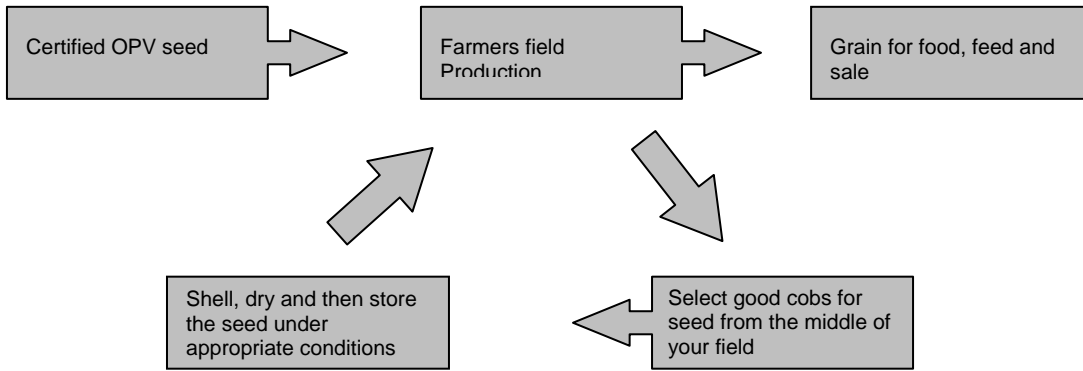 Certified OPV seed
Farmers field
Production
Grain for food, feed and
sale
Shell, dry and then store
the seed under
appropriate conditions
Select good cobs for
seed from the middle of
your field